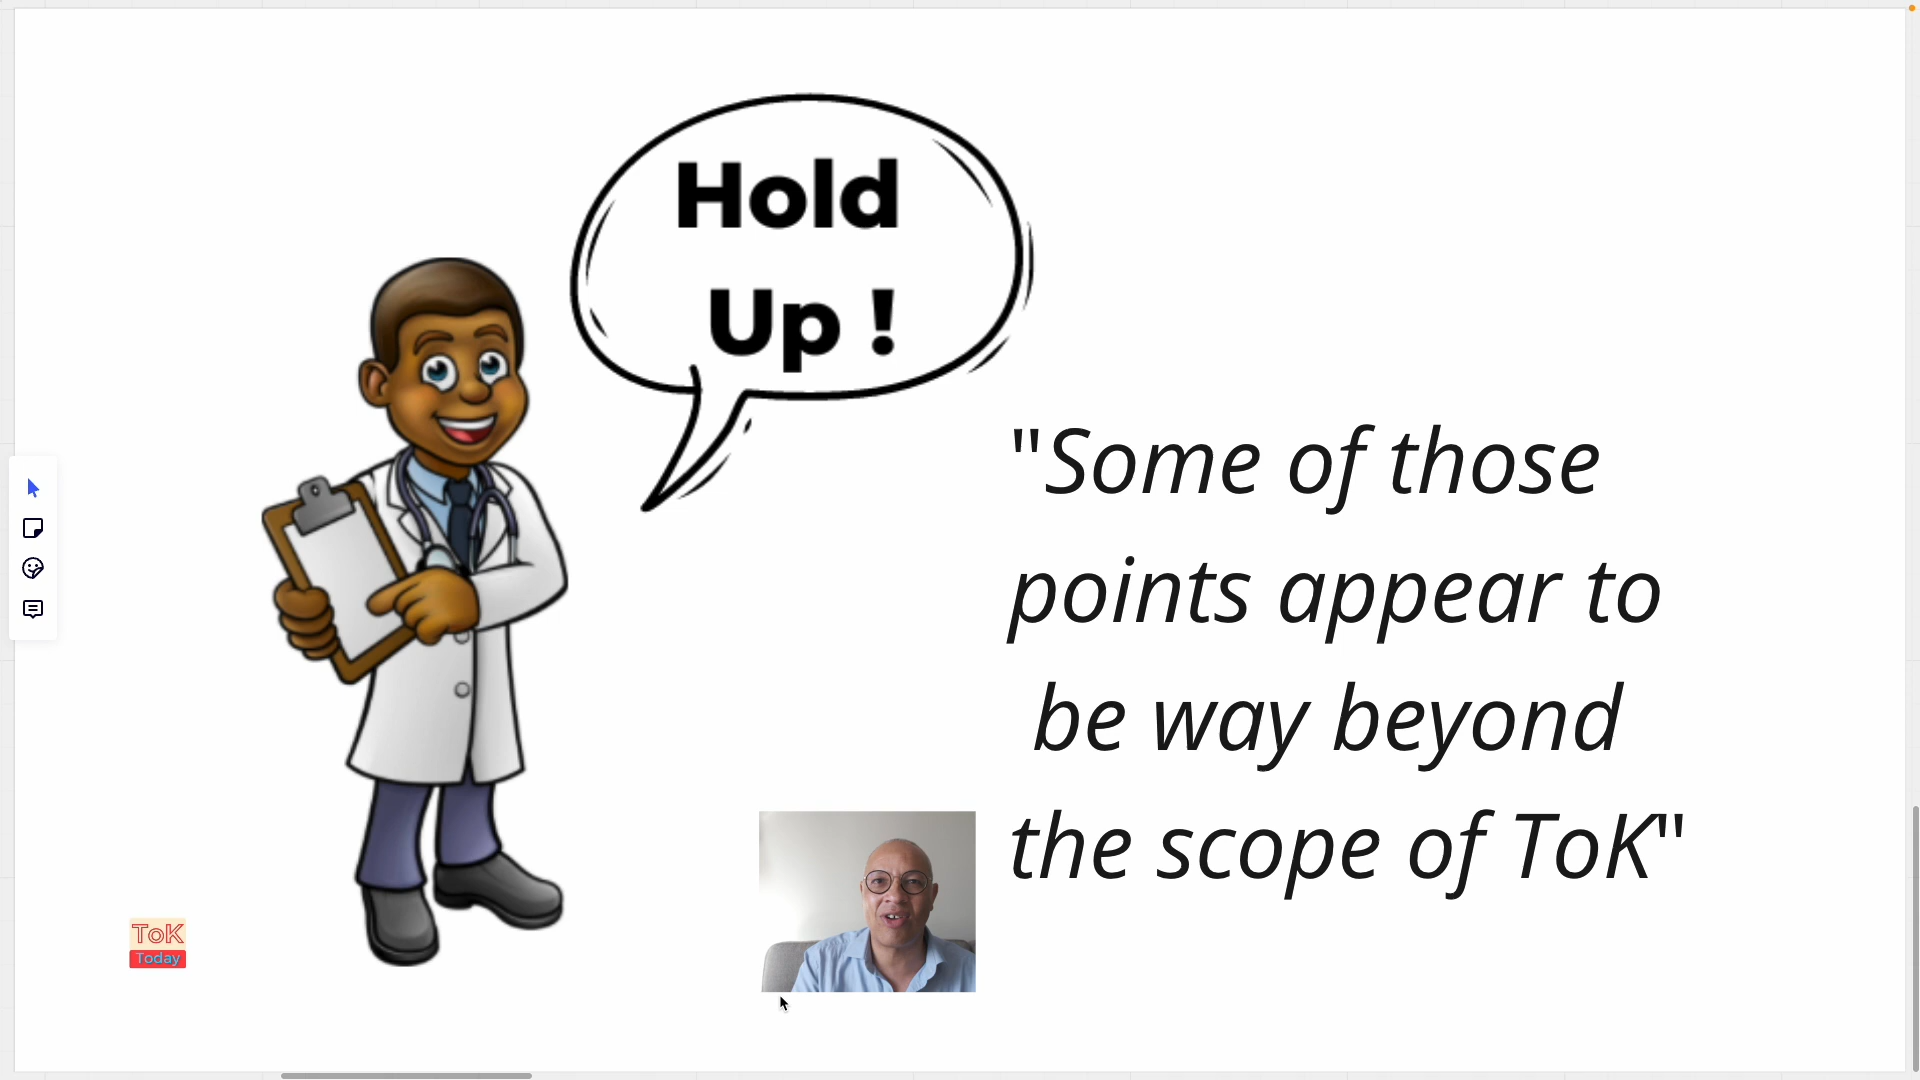 Hold
Up !
"Some of those
points appear to
be way beyond
the scope of ToK"
ToK
Today